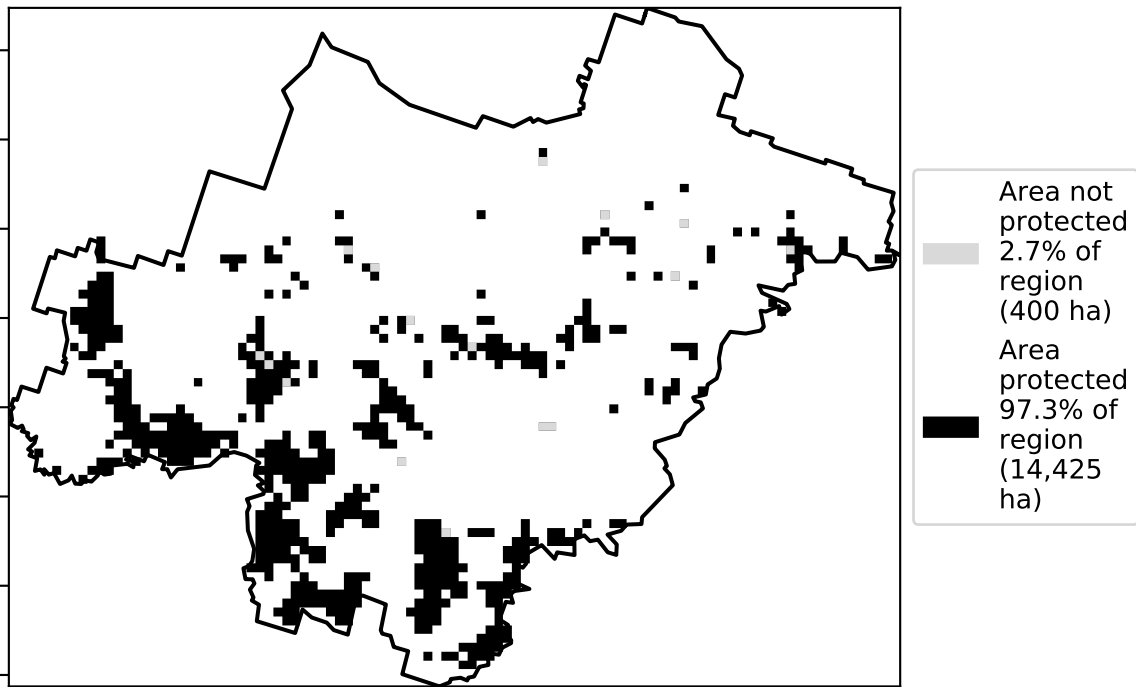 Area not
protected
2.7% of
region
(400 ha)
Area
protected
97.3% of
region
(14,425
ha)